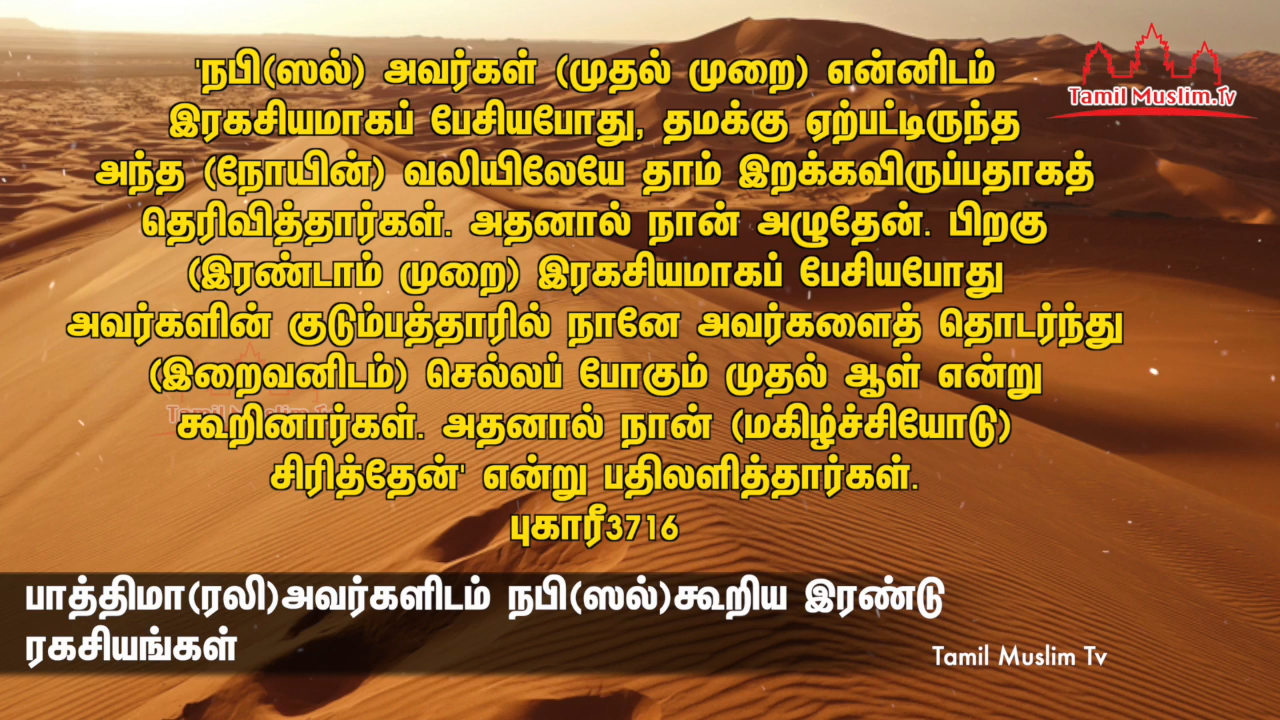 'நபி(ஸல்) அவர்கள் (முதல் முறை) என்னிடம்
இரகசியமாகப் பேசியபோது, தமக்கு ஏற்பட்டிருந்த
அந்த (நோயின்) வலியிலேயே தாம் இறக்கவிருப்பதாகத்
தெரிவித்தார்கள். அதனால் நான் அழுதேன். பிறகு
(இரண்டாம் முறை) இரகசியமாகப் பேசியபோது
அவர்களின் குடும்பத்தாரில் நானே அவர்களைத் தொடர்ந்து
(இறைவனிடம்) செல்லப் போகும் முதல் ஆள் என்று
கூறினார்கள். அதனால் நான் (மகிழ்ச்சியோடு)
சிரித்தேன்' என்று பதிலளித்தார்கள்.
புகாரீ3716
Tamil Muslim.Tv
Tamil Muslim Tv
பாத்திமா(ரலி)அவர்களிடம் நபி(ஸல்)கூறிய இரண்டு
ரகசியங்கள்
Tamil Muslim Tv